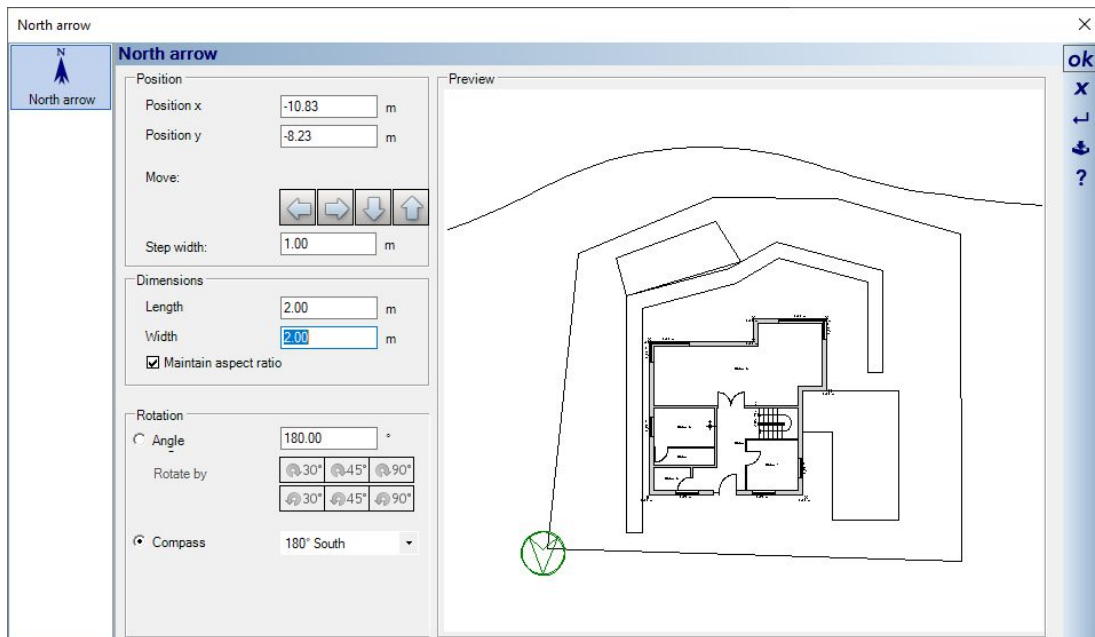 North arrow
N
North arrow
North arrow
ok
x
?
Position
Position x
-10.83
m
Position y
-8.23
m
Move:
Step width:
1.00
m
Dimensions
Length
2.00
m
Width
2.00
m
Maintain aspect ratio
Rotation
Angle
180.00
°
Rotate by
30°
45°
90°
30°
45°
90°
Compass
180° South
Preview